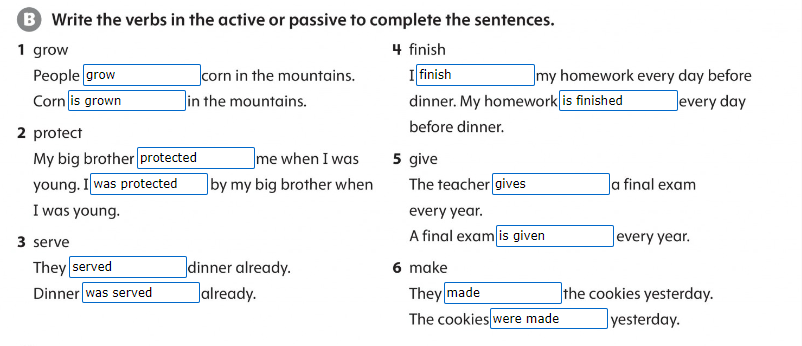 B Write the verbs in the active or passive to complete the sentences.
1 grow
People grow corn in the mountains.
Corn is grown in the mountains.
2 protect
My big brother protected me when I was
young. I was protected by my big brother when
I was young.
3 serve
They served dinner already.
Dinner was served already.
4 finish
I finish my homework every day before
dinner. My homework is finished every day
before dinner.
5 give
The teacher gives a final exam
every year.
A final exam is given every year.
6 make
They made the cookies yesterday.
The cookies were made yesterday.